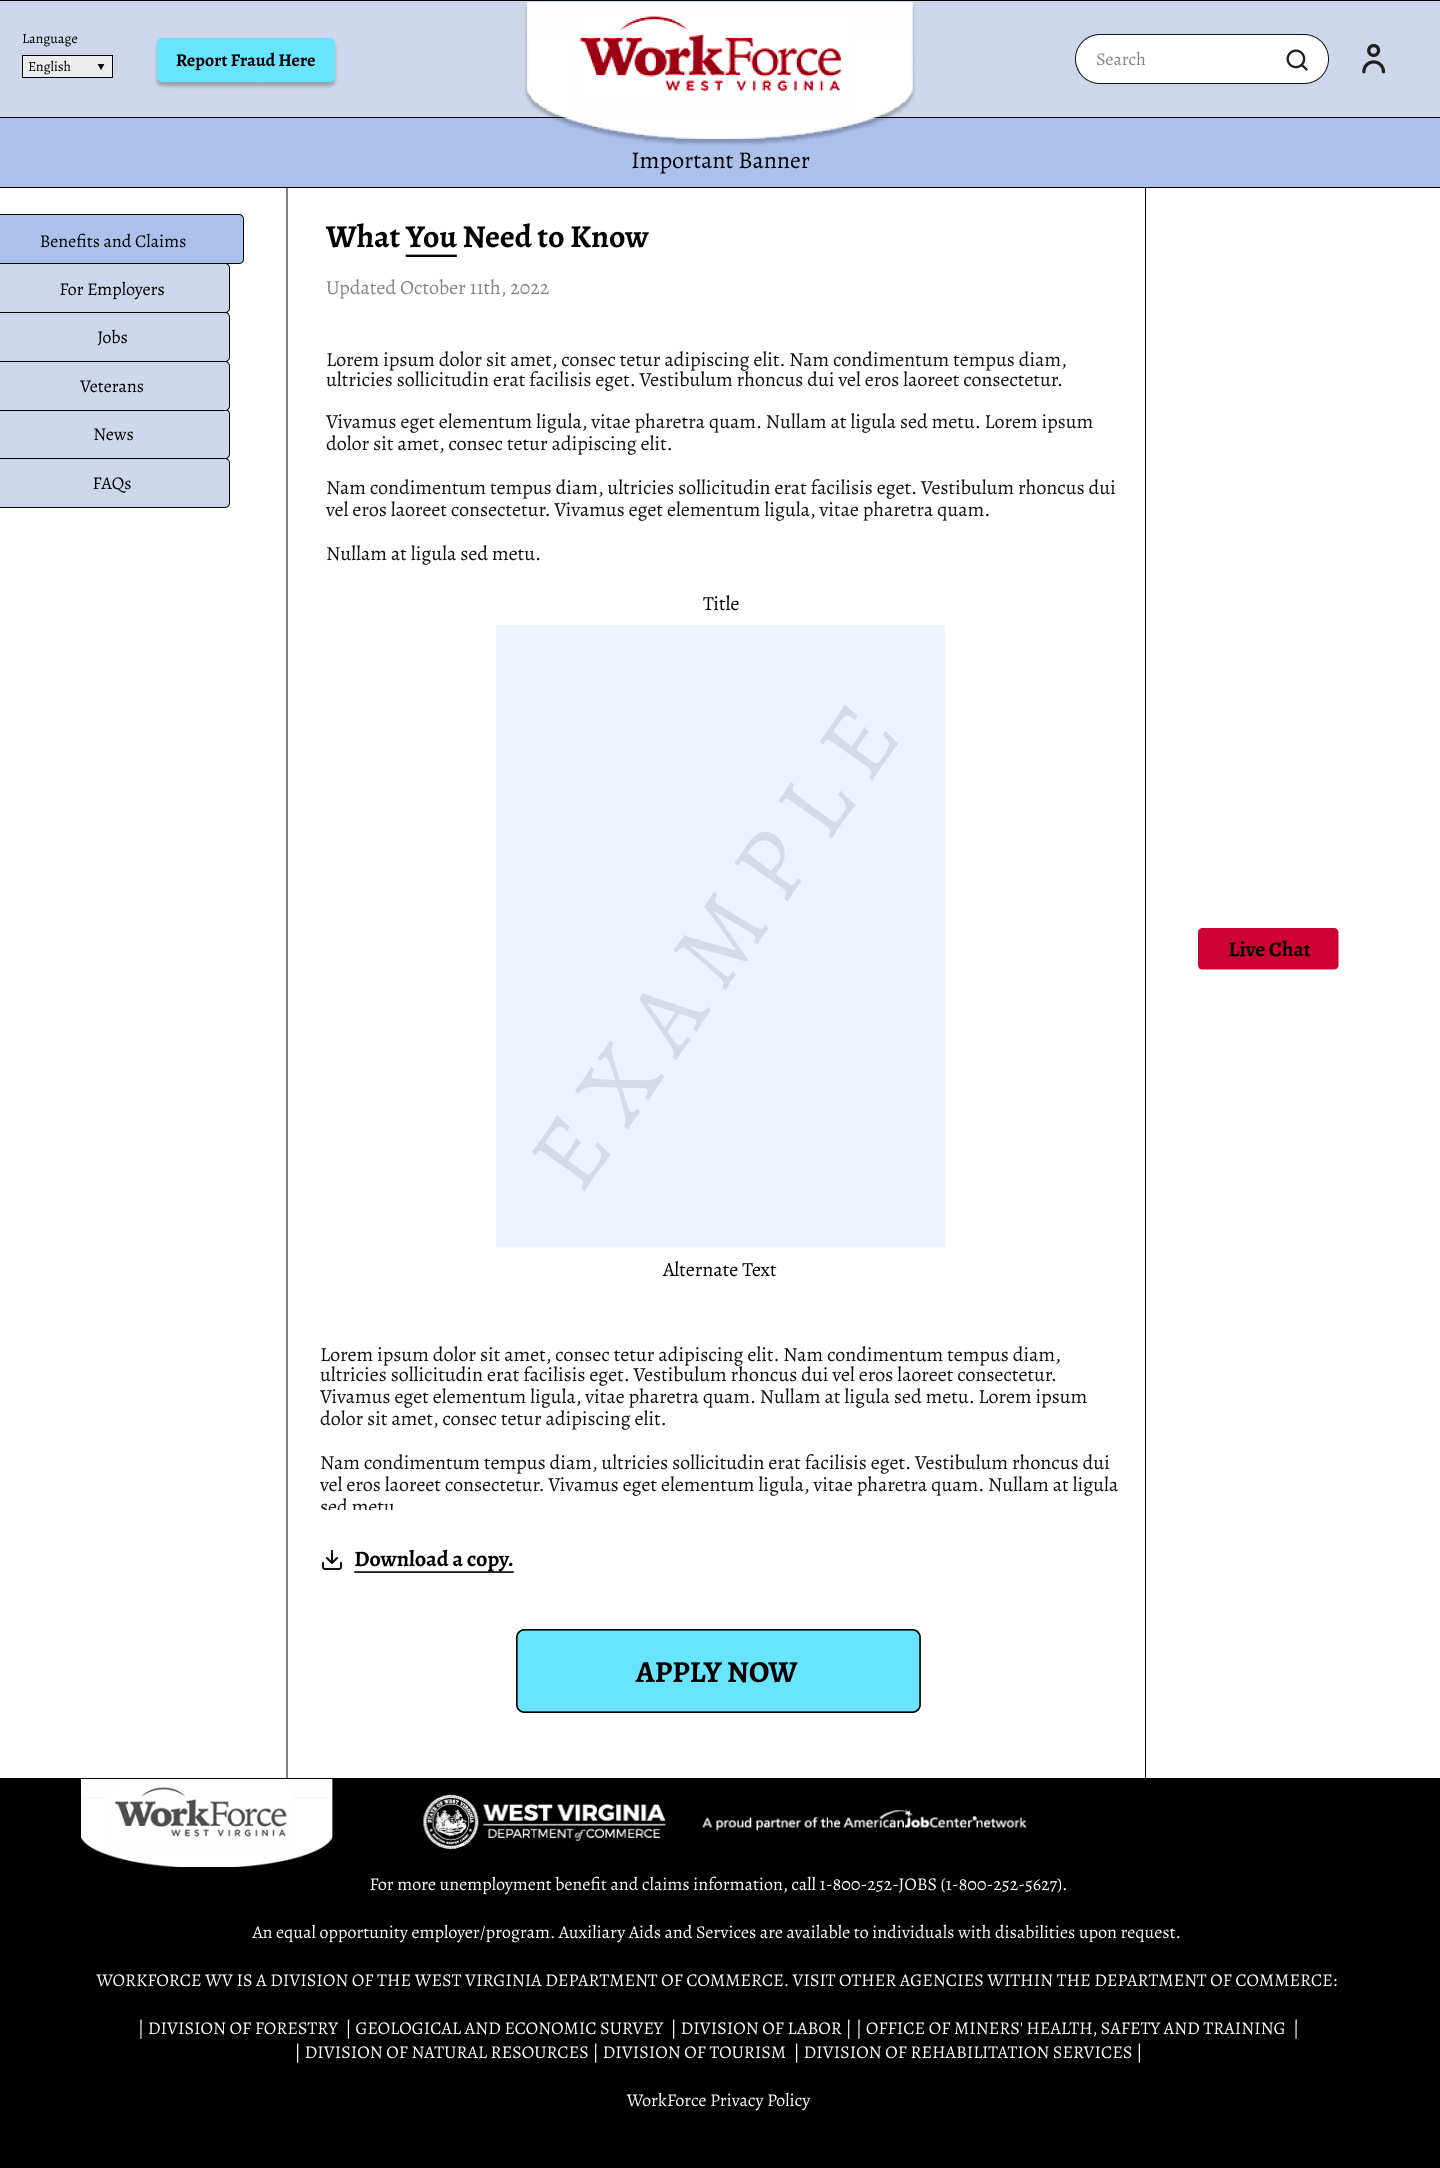 Language
English
Report Fraud Here
WorkForce
WEST VIRGINIA
Search
Important Banner
Benefits and Claims
For Employers
Jobs
Veterans
News
FAQs
What You Need to Know
Updated October 11th, 2022
Lorem ipsum dolor sit amet, consec tetur adipiscing elit. Nam condimentum tempus diam,
ultricies sollicitudin erat facilisis eget. Vestibulum rhoncus dui vel eros laoreet consectetur.
Vivamus eget elementum ligula, vitae pharetra quam. Nullam at ligula sed metu. Lorem ipsum
dolor sit amet, consec tetur adipiscing elit.
Nam condimentum tempus diam, ultricies sollicitudin erat facilisis eget. Vestibulum rhoncus dui
vel eros laoreet consectetur. Vivamus eget elementum ligula, vitae pharetra quam.
Nullam at ligula sed metu.
Title
EXAMPLE
Alternate Text
Live Chat
Lorem ipsum dolor sit amet, consec tetur adipiscing elit. Nam condimentum tempus diam,
ultricies sollicitudin erat facilisis eget. Vestibulum rhoncus dui vel eros laoreet consectetur.
Vivamus eget elementum ligula, vitae pharetra quam. Nullam at ligula sed metu. Lorem ipsum
dolor sit amet, consec tetur adipiscing elit.
Nam condimentum tempus diam, ultricies sollicitudin erat facilisis eget. Vestibulum rhoncus dui
vel eros laoreet consectetur. Vivamus eget elementum ligula, vitae pharetra quam. Nullam at ligula
sed metu
Download a copy.
APPLY NOW
WorkForce
WEST VIRGINIA
WEST VIRGINIA
DEPARTMENT of COMMERCE
A proud partner of the AmericanJobCenter network
For more unemployment benefit and claims information, call 1-800-252-JOBS (1-800-252-5627).
An equal opportunity employer/program. Auxiliary Aids and Services are available to individuals with disabilities upon request.
WORKFORCE WV IS A DIVISION OF THE WEST VIRGINIA DEPARTMENT OF COMMERCE. VISIT OTHER AGENCIES WITHIN THE DEPARTMENT OF COMMERCE:
| DIVISION OF FORESTRY | GEOLOGICAL AND ECONOMIC SURVEY | DIVISION OF LABOR | | OFFICE OF MINERS' HEALTH, SAFETY AND TRAINING |
| DIVISION OF NATURAL RESOURCES | DIVISION OF TOURISM | DIVISION OF REHABILITATION SERVICES |
WorkForce Privacy Policy